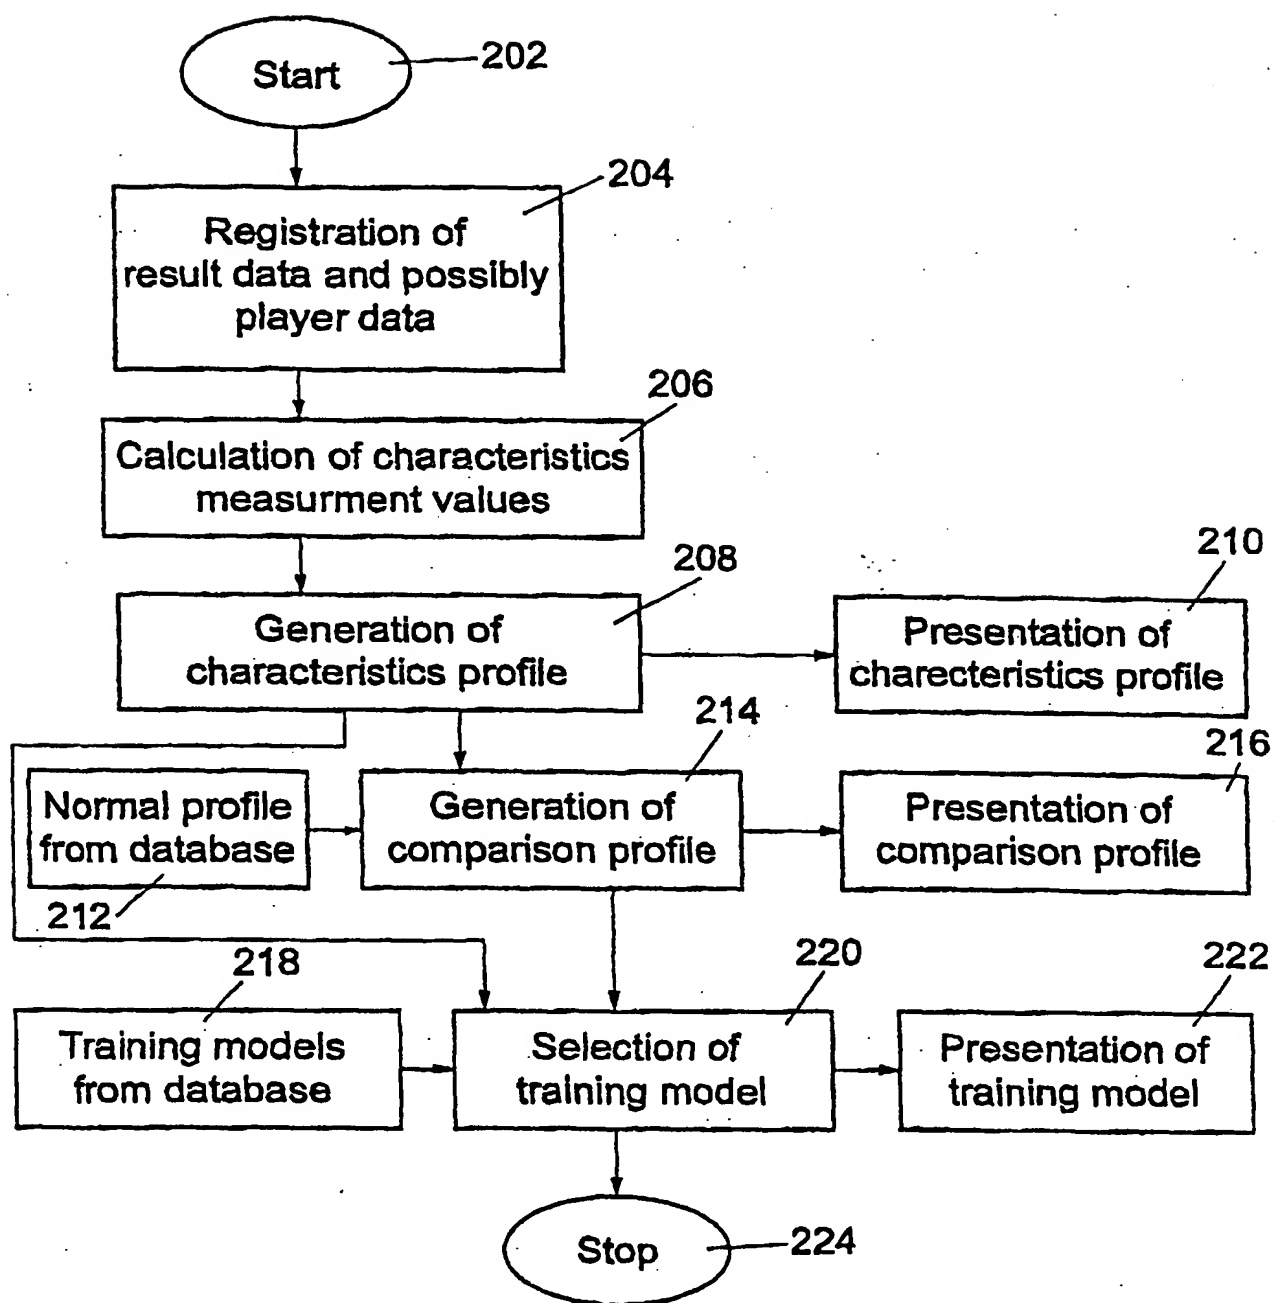 Start
202
204
Registration of
result data and possibly
player data
206
Calculation of characteristics
measurment values
208
Generation of
characteristics profile
210
Presentation of
charecteristics profile
214
216
Normal profile
from database
212
Generation of
comparison profile
Presentation of
comparison profile
218
220
222
Training models
from database
Selection of
training model
Presentation of
training model
Stop
224